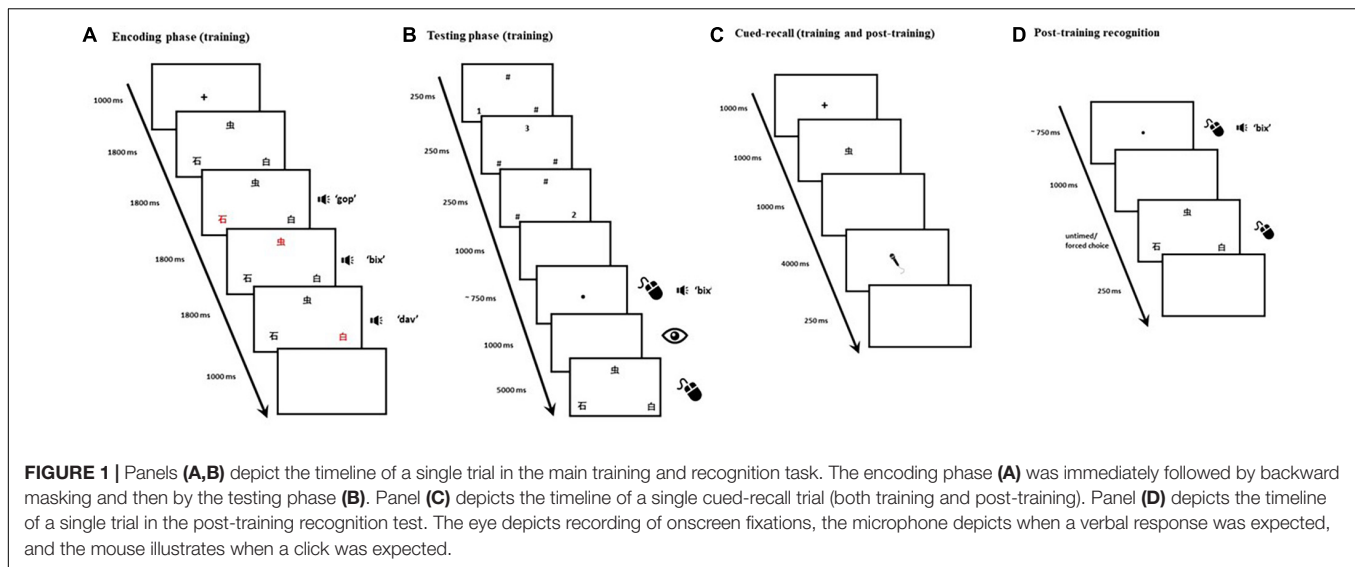 A Encoding phase (training)
+
1000 ms
虫
石 白
1800 ms
虫
石 白
‘gop’
1800 ms
虫
石 白
‘bix’
1800 ms
虫
石 白
‘dav’
1800 ms
1000 ms
B Testing phase (training)
#
1 #
250 ms
3
# #
250 ms
#
# 2
250 ms
1000 ms
~ 750 ms
‘bix
1000 ms
虫
石 白
5000 ms
C Cued-recall (training and post-training)
+
1000 ms
虫
1000 ms
1000 ms
4000 ms
250 ms
D Post-training recognition
~ 750 ms
‘bix’
1000 ms
虫
石 白
untimed/
forced choice
250 ms
FIGURE 1 | Panels (A,B) depict the timeline of a single trial in the main training and recognition task. The encoding phase (A) was immediately followed by backward
masking and then by the testing phase (B). Panel (C) depicts the timeline of a single cued-recall trial (both training and post-training). Panel (D) depicts the timeline
of a single trial in the post-training recognition test. The eye depicts recording of onscreen fixations, the microphone depicts when a verbal response was expected,
and the mouse illustrates when a click was expected.